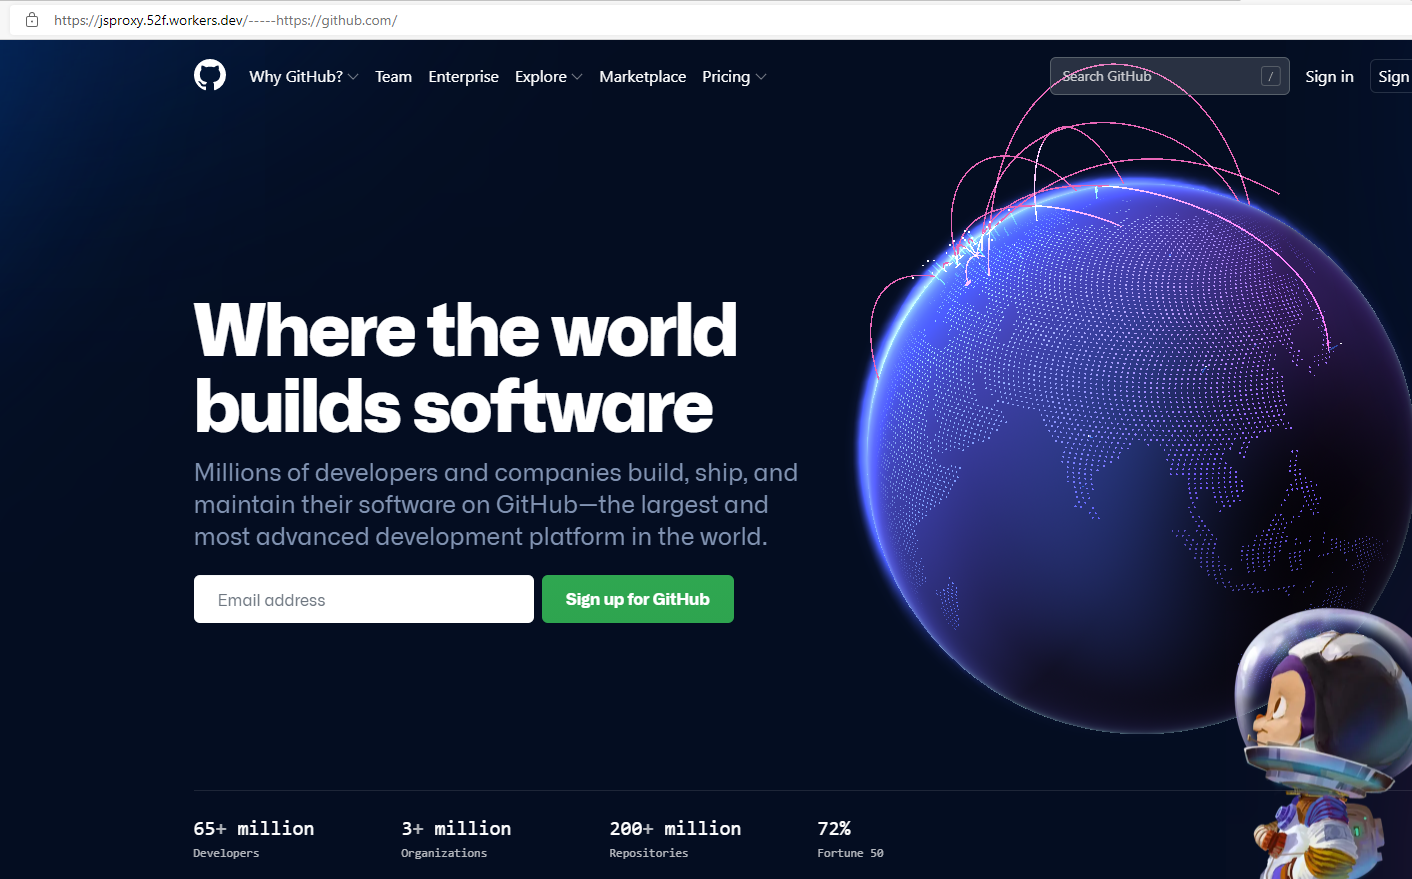 https://jsproxy.52f.workers.dev/-----https://github.com/
Why GitHub? Team Enterprise Explore Marketplace Pricing
Search GitHub / Sign in Sign
Where the world
builds software
Millions of developers and companies build, ship, and
maintain their software on GitHub—the largest and
most advanced development platform in the world.
Email address Sign up for GitHub
65+ million 3+ million 200+ million 72%
Developers Organizations Repositories Fortune 50